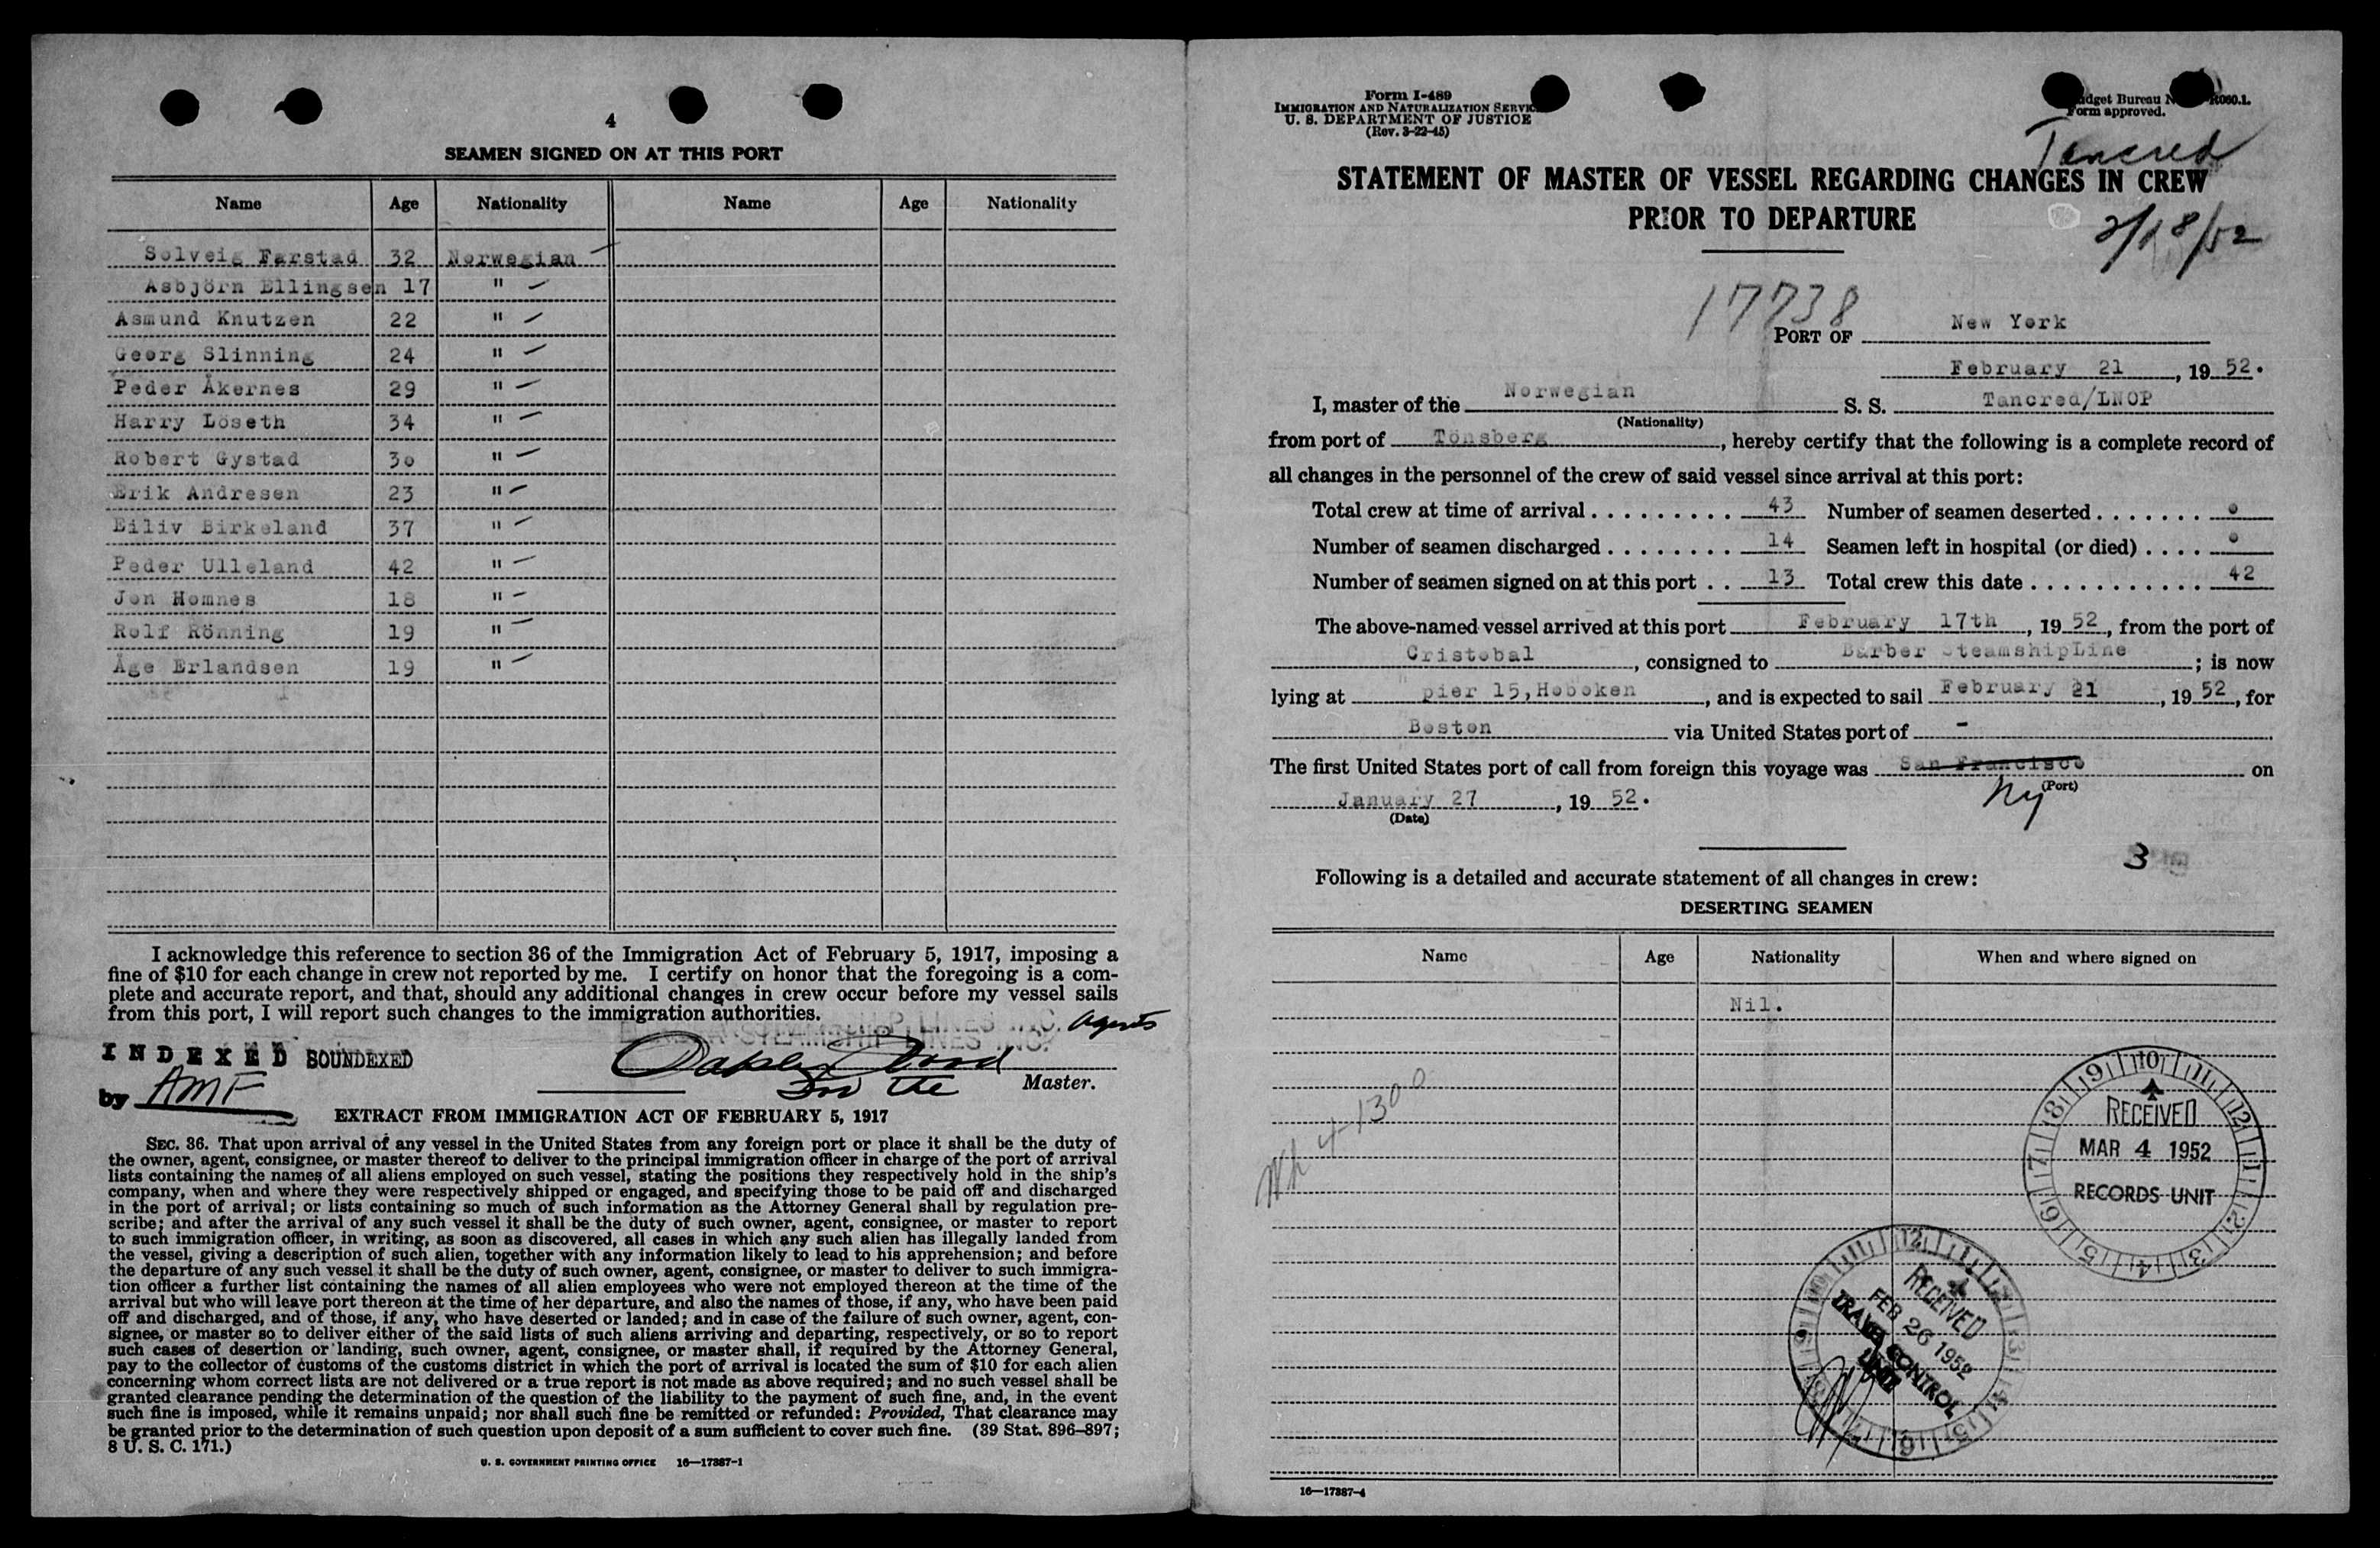 4
SEAMEN SIGNED ON AT THIS PORT
Name Age Nationality Name Age Nationality
Solveig Farstad 32 Norwegian
Asbjörn Ellingsen 17 "
Asmund Knutzen 22 "
Georg Slinning 24 "
Peder Åkernes 29 "
Harry Löseth 34 "
Robert Gystad 30 "
Erik Andresen 23 "
Eiliv Birkeland 37 "
Peder Ulleland 42 "
Jon Homnes 18 "
Rolf Rönning 19 "
Åge Erlandsen 19 "
I acknowledge this reference to section 36 of the Immigration Act of February 5, 1917, imposing a
fine of $10 for each change in crew not reported by me. I certify on honor that the foregoing is a com-
plete and accurate report, and that, should any additional changes in crew occur before my vessel sails
from this port, I will report such changes to the immigration authorities.
STEAMSHIP LINES INC. Agents
INDEXED SOUNDEXED
Oakley Wood
by AMF
For the Master.
EXTRACT FROM IMMIGRATION ACT OF FEBRUARY 5, 1917
SEC. 36. That upon arrival of any vessel in the United States from any foreign port or place it shall be the duty of
the owner, agent, consignee, or master thereof to deliver to the principal immigration officer in charge of the port of arrival
lists containing the names of all aliens employed on such vessel, stating the positions they respectively hold in the ship's
company, when and where they were respectively shipped or engaged, and specifying those to be paid off and discharged
in the port of arrival; or lists containing so much of such information as the Attorney General shall by regulation pre-
scribe; and after the arrival of any such vessel it shall be the duty of such owner, agent, consignee, or master to report
to such immigration officer, in writing, as soon as discovered, all cases in which any such alien has illegally landed from
the vessel, giving a description of such alien, together with any information likely to lead to his apprehension; and before
the departure of any such vessel it shall be the duty of such owner, agent, consignee, or master to deliver to such immigra-
tion officer a further list containing the names of all alien employees who were not employed thereon at the time of the
arrival but who will leave port thereon at the time of her departure, and also the names of those, if any, who have been paid
off and discharged, and of those, if any, who have deserted or landed; and in case of the failure of such owner, agent, con-
signee, or master so to deliver either of the said lists of such aliens arriving and departing, respectively, or so to report
such cases of desertion or landing, such owner, agent, consignee, or master shall, if required by the Attorney General,
pay to the collector of customs of the customs district in which the port of arrival is located the sum of $10 for each alien
concerning whom correct lists are not delivered or a true report is not made as above required; and no such vessel shall be
granted clearance pending the determination of the question of the liability to the payment of such fine, and, in the event
such fine is imposed, while it remains unpaid; nor shall such fine be remitted or refunded: Provided, That clearance may
be granted prior to the determination of such question upon deposit of a sum sufficient to cover such fine. (39 Stat. 896–897;
8 U. S. C. 171.)
U. S. GOVERNMENT PRINTING OFFICE 16—17387-1
Form I-489
IMMIGRATION AND NATURALIZATION SERVICE
U. S. DEPARTMENT OF JUSTICE
(Rev. 3-22-45)
Budget Bureau R060.1.
Form approved.
Tancred
STATEMENT OF MASTER OF VESSEL REGARDING CHANGES IN CREW
PRIOR TO DEPARTURE
2/18/52
17738
PORT OF New York
February 21, 1952.
I, master of the Norwegian S. S. Tancred/LNOP
(Nationality)
from port of Tönsberg, hereby certify that the following is a complete record of
all changes in the personnel of the crew of said vessel since arrival at this port:
Total crew at time of arrival 43 Number of seamen deserted 0
Number of seamen discharged 14 Seamen left in hospital (or died) 0
Number of seamen signed on at this port 13 Total crew this date 42
The above-named vessel arrived at this port February 17th, 1952, from the port of
Cristobal, consigned to Barber SteamshipLine; is now
lying at pier 15, Hoboken, and is expected to sail February 21, 1952, for
Boston via United States port of -
The first United States port of call from foreign this voyage was San Francisco on
(Port)
NY
January 27, 1952.
(Date)
3
Following is a detailed and accurate statement of all changes in crew:
DESERTING SEAMEN
Name Age Nationality When and where signed on
Nil.
RECEIVED
MAR 4 1952
RECORDS UNIT
RECEIVED
FEB 26 1952
TRAVEL CONTROL
UNIT
16—17387-4